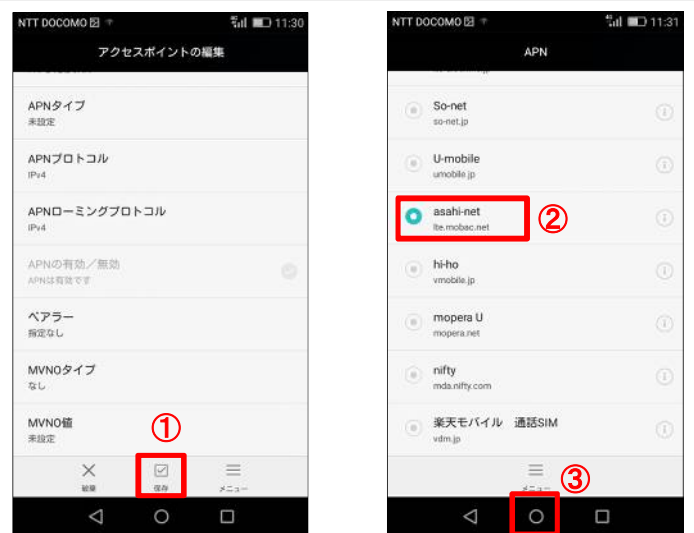 NTT DOCOMO
11:30
アクセスポイントの編集
APNタイプ
未設定
APNプロトコル
IPv4
APNローミングプロトコル
IPv4
APNの有効／無効
APNは有効です
ベアラー
指定なし
MVNOタイプ
なし
MVNO値
未設定
①
破棄
保存
メニュー
NTT DOCOMO
4G
11:31
APN
So-net
so-net.jp
U-mobile
umobile.jp
asahi-net
lte.mobac.net
②
hi-ho
vmobile.jp
mopera U
mopera.net
nifty
mda.nifty.com
楽天モバイル　通話SIM
vdm.jp
メニュー
③